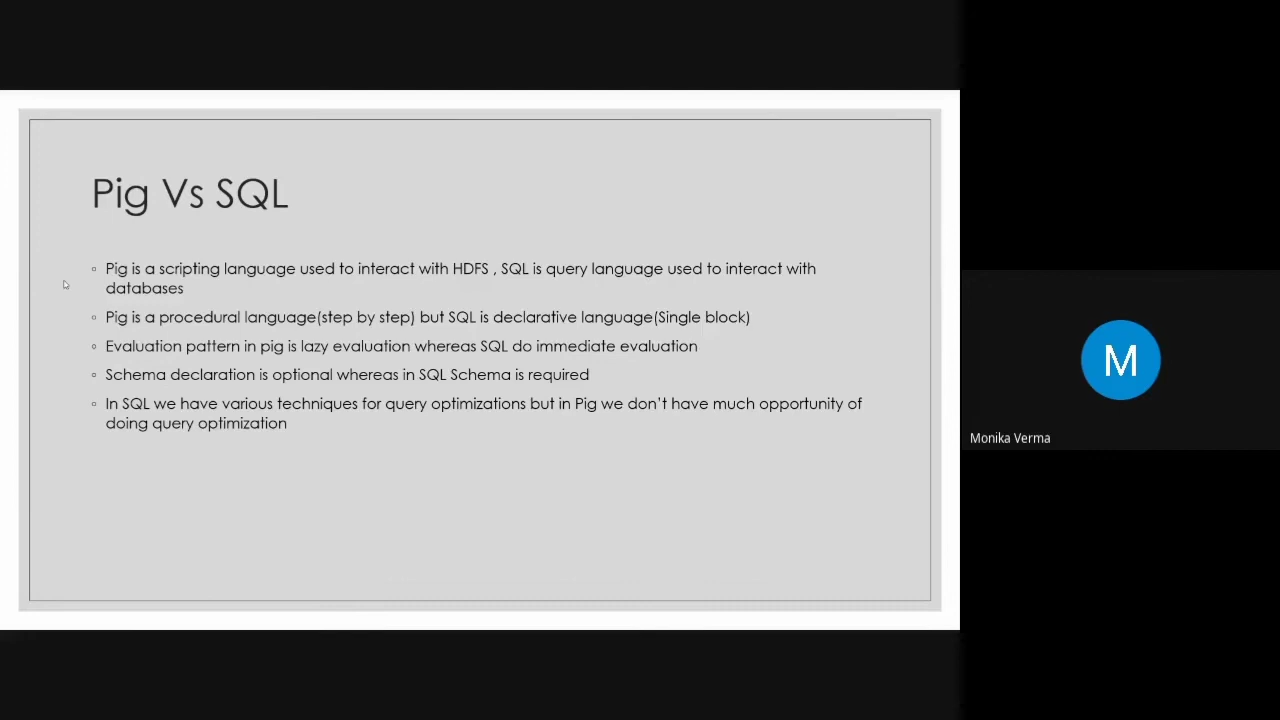 Pig Vs SQL
Pig is a scripting language used to interact with HDFS , SQL is query language used to interact with
databases
Pig is a procedural language(step by step) but SQL is declarative language(Single block)
Evaluation pattern in pig is lazy evaluation whereas SQL do immediate evaluation
Schema declaration is optional whereas in SQL Schema is required
In SQL we have various techniques for query optimizations but in Pig we don't have much opportunity of
doing query optimization
M
Monika Verma